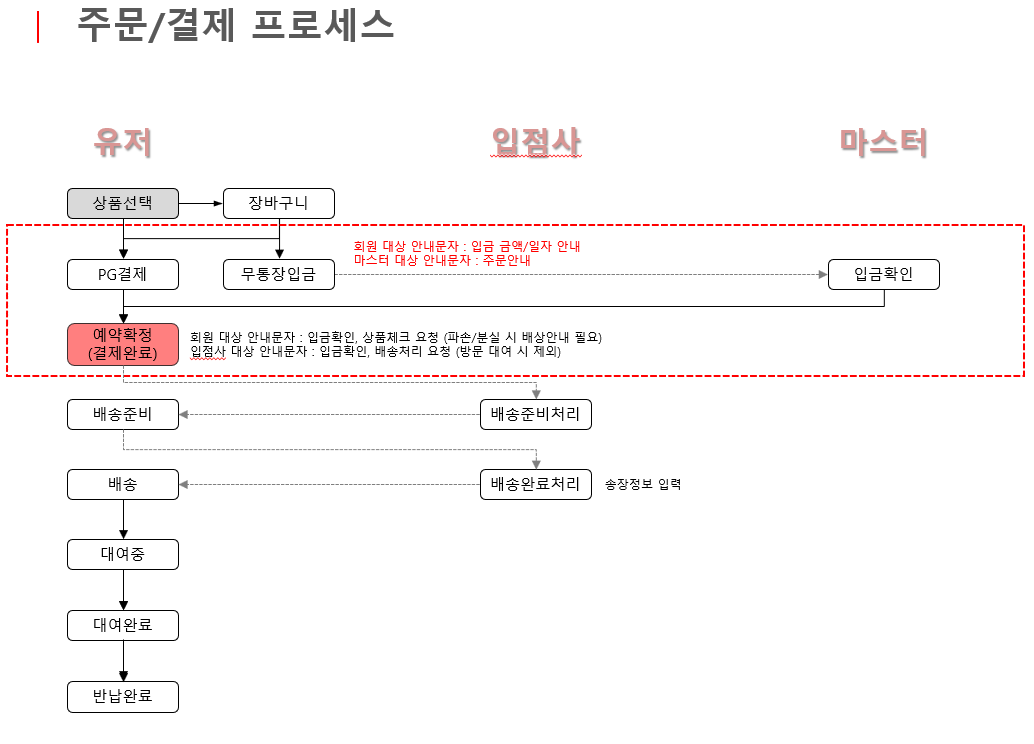 주문/결제 프로세스
유저
입점사
마스터
상품선택
장바구니
회원 대상 안내문자 : 입금 금액/일자 안내
마스터 대상 안내문자 : 주문안내
PG결제
무통장입금
입금확인
예약확정
(결제완료)
회원 대상 안내문자 : 입금확인, 상품체크 요청 (파손/분실 시 배상안내 필요)
입점사 대상 안내문자 : 입금확인, 배송처리 요청 (방문 대여 시 제외)
배송준비
배송준비처리
배송
배송완료처리
송장정보 입력
대여중
대여완료
반납완료